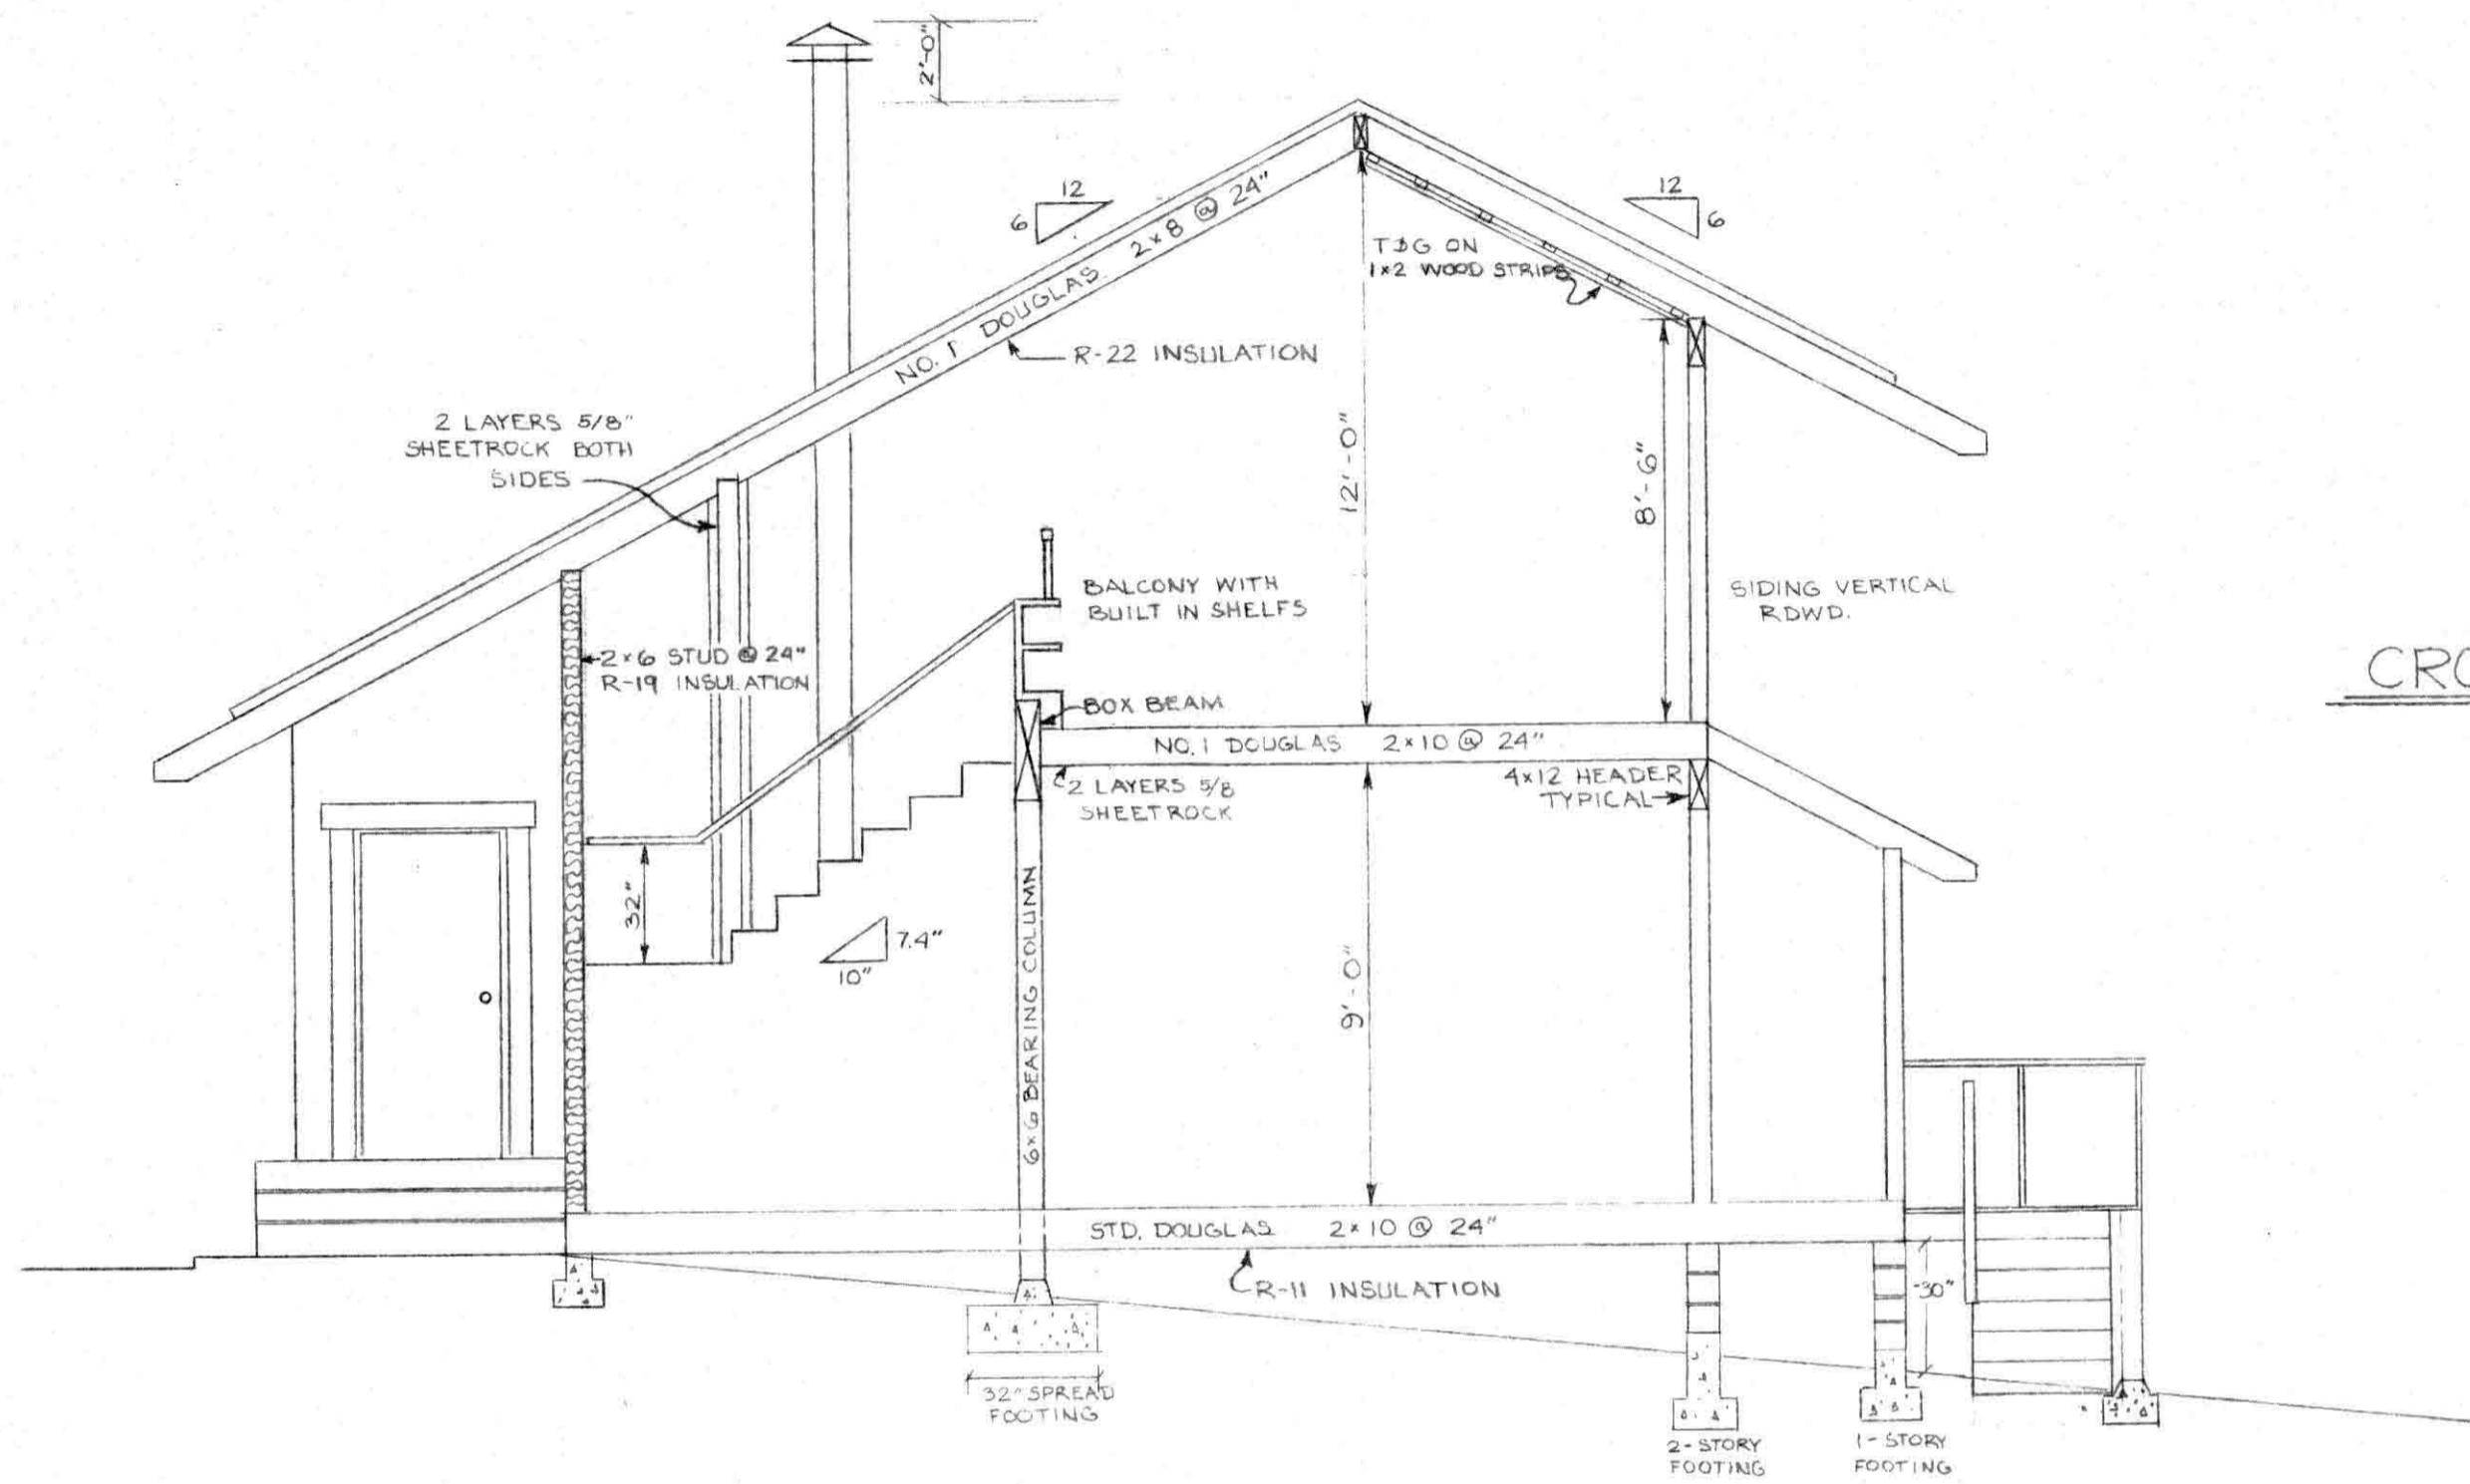 2'-0"
12
6
12
6
NO. 1 DOUGLAS 2×8 @ 24"
T&G ON
1×2 WOOD STRIPS
R-22 INSULATION
2 LAYERS 5/8"
SHEETROCK BOTH
SIDES
12'-0"
8'-6"
BALCONY WITH
BUILT IN SHELFS
SIDING VERTICAL
RDWD.
2×6 STUD @ 24"
R-19 INSULATION
CRO
BOX BEAM
NO. 1 DOUGLAS 2×10 @ 24"
2 LAYERS 5/8
SHEETROCK
4×12 HEADER
TYPICAL
32"
7.4"
10"
6×6 BEARING COLUMN
9'-0"
STD. DOUGLAS 2×10 @ 24"
R-11 INSULATION
30"
32" SPREAD
FOOTING
2-STORY
FOOTING
1-STORY
FOOTING